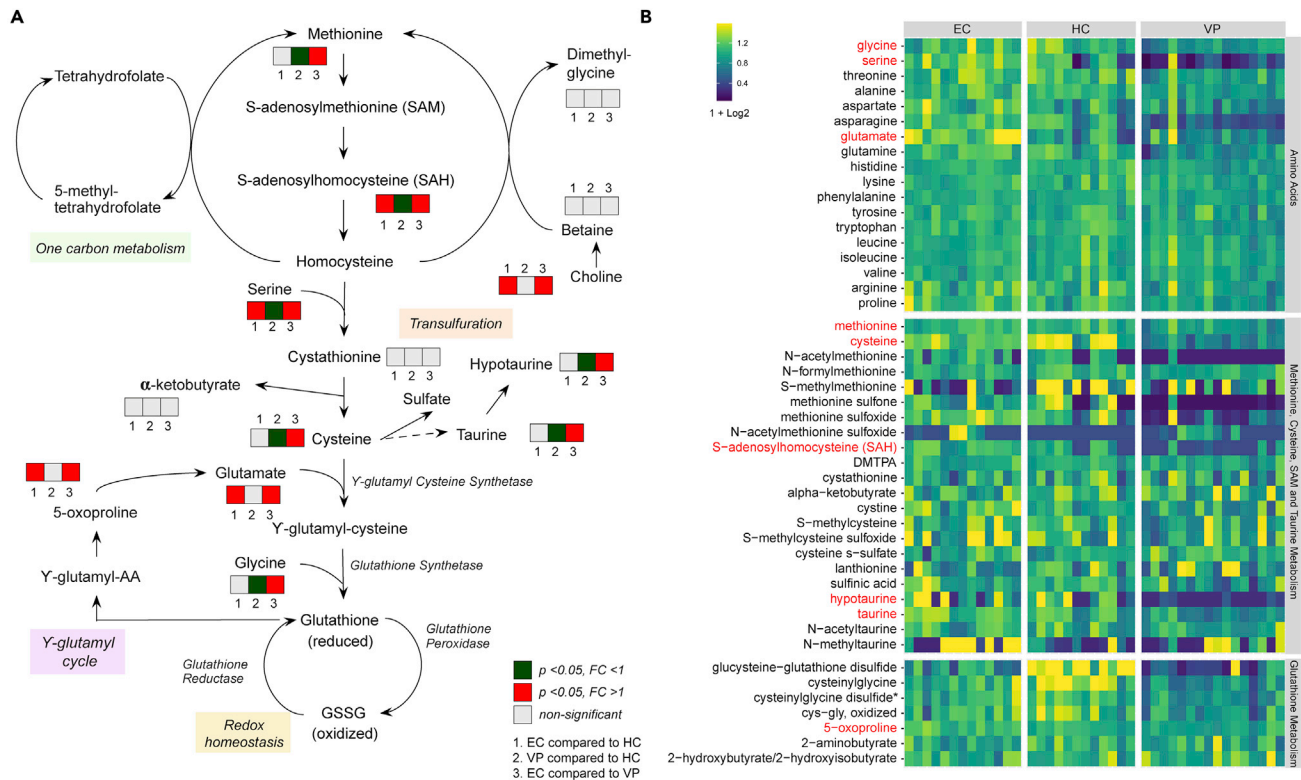 A
Methionine
1 2 3
Tetrahydrofolate
Dimethyl-
glycine
1 2 3
S-adenosylmethionine (SAM)
S-adenosylhomocysteine (SAH)
1 2 3
5-methyl-
tetrahydrofolate
1 2 3
Betaine
One carbon metabolism
Homocysteine
1 2 3
Choline
Serine
1 2 3
Transulfuration
Cystathionine
1 2 3
Hypotaurine
1 2 3
α-ketobutyrate
1 2 3
Sulfate
1 2 3
Cysteine
Taurine
1 2 3
Glutamate
1 2 3
Ƴ-glutamyl Cysteine Synthetase
1 2 3
5-oxoproline
Ƴ-glutamyl-cysteine
Glycine
1 2 3
Glutathione Synthetase
Ƴ-glutamyl-AA
Glutathione
(reduced)
Glutathione
Peroxidase
Ƴ-glutamyl
cycle
Glutathione
Reductase
GSSG
(oxidized)
Redox
homeostasis
p <0.05, FC <1
p <0.05, FC >1
non-significant
1. EC compared to HC
2. VP compared to HC
3. EC compared to VP
B
1.2
0.8
0.4
1 + Log2
EC HC VP
glycine
serine
threonine
alanine
aspartate
asparagine
glutamate
glutamine
histidine
lysine
phenylalanine
tyrosine
tryptophan
leucine
isoleucine
valine
arginine
proline
Amino Acids
methionine
cysteine
N−acetylmethionine
N−formylmethionine
S−methylmethionine
methionine sulfone
methionine sulfoxide
N−acetylmethionine sulfoxide
S−adenosylhomocysteine (SAH)
DMTPA
cystathionine
alpha−ketobutyrate
cystine
S−methylcysteine
S−methylcysteine sulfoxide
cysteine s−sulfate
lanthionine
sulfinic acid
hypotaurine
taurine
N−acetyltaurine
N−methyltaurine
Methionine, Cysteine, SAM and Taurine Metabolism
glucysteine−glutathione disulfide
cysteinylglycine
cysteinylglycine disulfide*
cys−gly, oxidized
5−oxoproline
2−aminobutyrate
2−hydroxybutyrate/2−hydroxyisobutyrate
Glutathione Metabolism